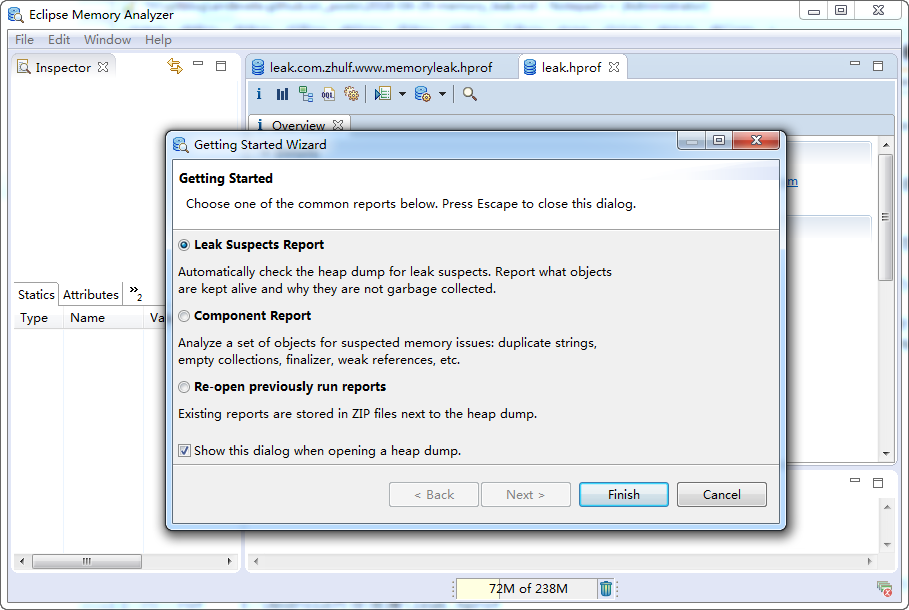 Eclipse Memory Analyzer
File Edit Window Help
Inspector
leak.com.zhulf.www.memoryleak.hprof
leak.hprof
i
OQL
i Overview
Getting Started Wizard
Getting Started
Choose one of the common reports below. Press Escape to close this dialog.
m
Leak Suspects Report
Automatically check the heap dump for leak suspects. Report what objects
are kept alive and why they are not garbage collected.
Statics Attributes »2
Type Name Va
Component Report
Analyze a set of objects for suspected memory issues: duplicate strings,
empty collections, finalizer, weak references, etc.
Re-open previously run reports
Existing reports are stored in ZIP files next to the heap dump.
Show this dialog when opening a heap dump.
< Back Next > Finish Cancel
72M of 238M